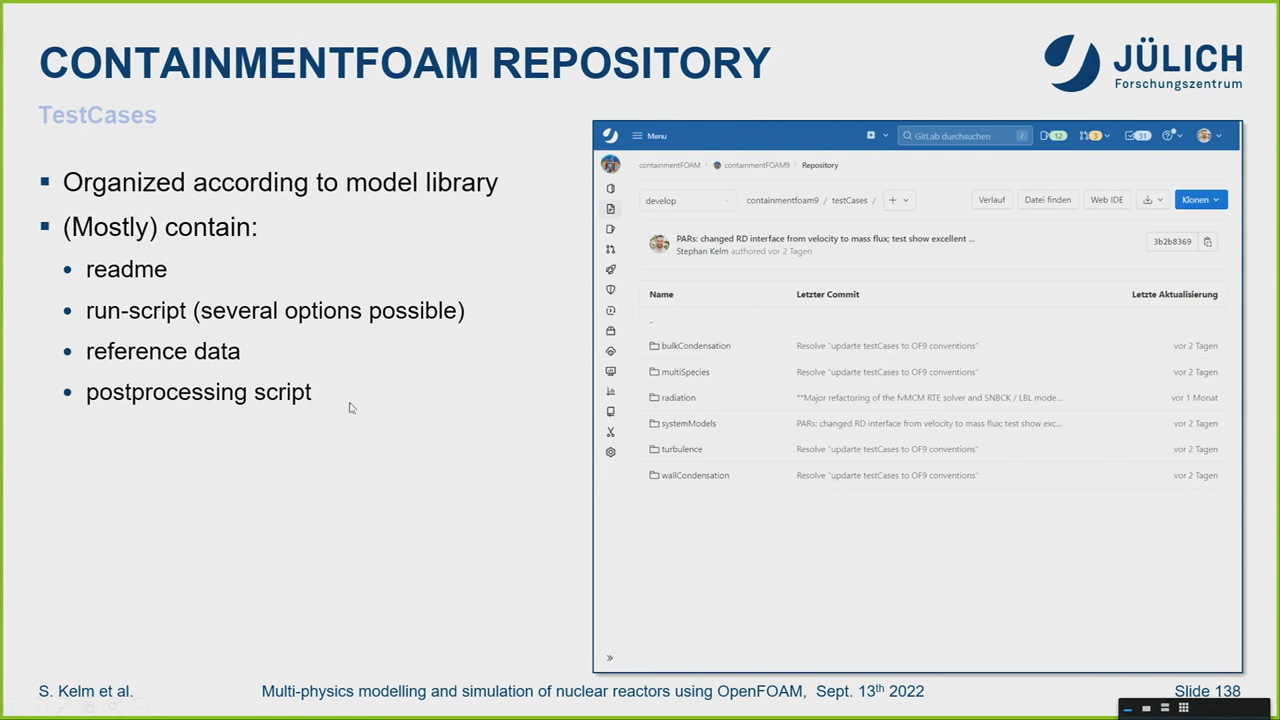 CONTAINMENTFOAM REPOSITORY
JÜLICH
Forschungszentrum
TestCases
Organized according to model library
(Mostly) contain:
readme
run-script (several options possible)
reference data
postprocessing script
Menu
GitLab durchsuchen /
12
3
31
containmentFOAM > containmentFOAM9 > Repository
develop
containmentfoam9 / testCases /
+
Verlauf
Datei finden
Web IDE
Klonen
PARs: changed RD interface from velocity to mass flux; test show excellent ...
Stephan Kelm authored vor 2 Tagen
3b2b8369
Name Letzter Commit Letzte Aktualisierung
..
bulkCondensation Resolve "updarte testCases to OF9 conventions" vor 2 Tagen
multiSpecies Resolve "updarte testCases to OF9 conventions" vor 2 Tagen
radiation **Major refactoring of the fvMCM RTE solver and SNBCK / LBL mode... vor 1 Monat
systemModels PARs: changed RD interface from velocity to mass flux; test show exc... vor 2 Tagen
turbulence Resolve "updarte testCases to OF9 conventions" vor 2 Tagen
wallCondensation Resolve "updarte testCases to OF9 conventions" vor 2 Tagen
S. Kelm et al.
Multi-physics modelling and simulation of nuclear reactors using OpenFOAM, Sept. 13th 2022
Slide 138